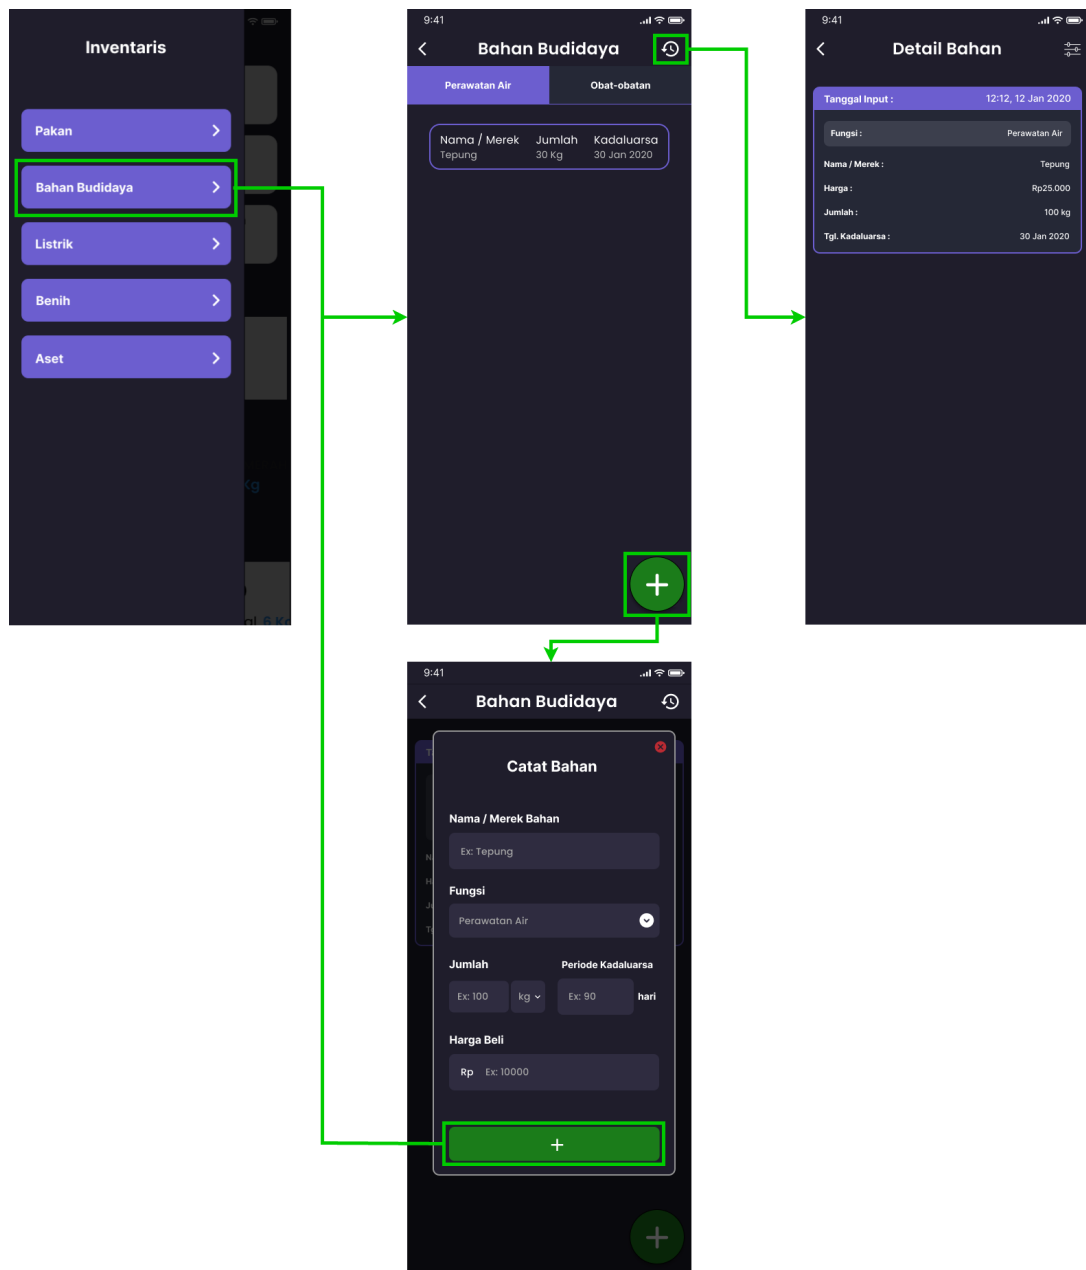 Inventaris
Pakan
Bahan Budidaya
Listrik
Benih
Aset
Kg
al 6 Kg
9:41
Bahan Budidaya
Perawatan Air Obat-obatan
Nama / Merek Jumlah Kadaluarsa
Tepung 30 Kg 30 Jan 2020
9:41
Detail Bahan
Tanggal Input : 12:12, 12 Jan 2020
Fungsi : Perawatan Air
Nama / Merek : Tepung
Harga : Rp25.000
Jumlah : 100 kg
Tgl. Kadaluarsa : 30 Jan 2020
9:41
Bahan Budidaya
Catat Bahan
Nama / Merek Bahan
Ex: Tepung
Fungsi
Perawatan Air
Jumlah Periode Kadaluarsa
Ex: 100 kg Ex: 90 hari
Harga Beli
Rp Ex: 10000